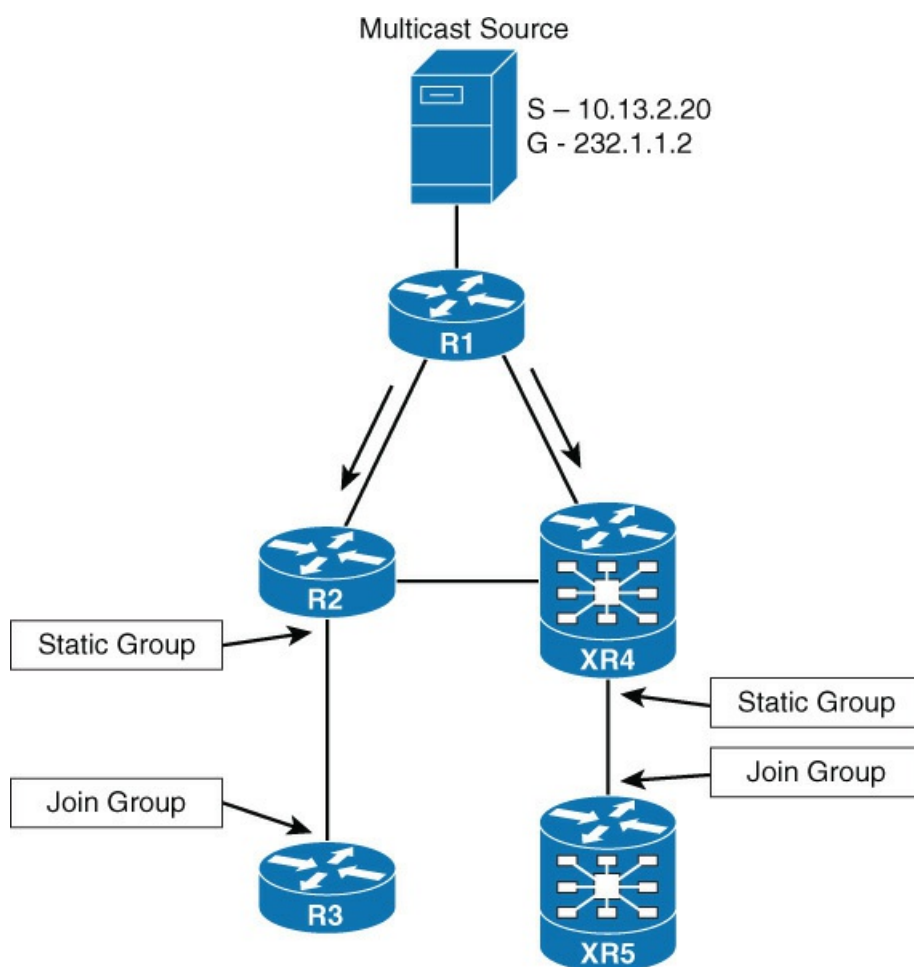 Multicast Source
S – 10.13.2.20
G - 232.1.1.2
R1
R2
XR4
Static Group
Static Group
Join Group
Join Group
R3
XR5